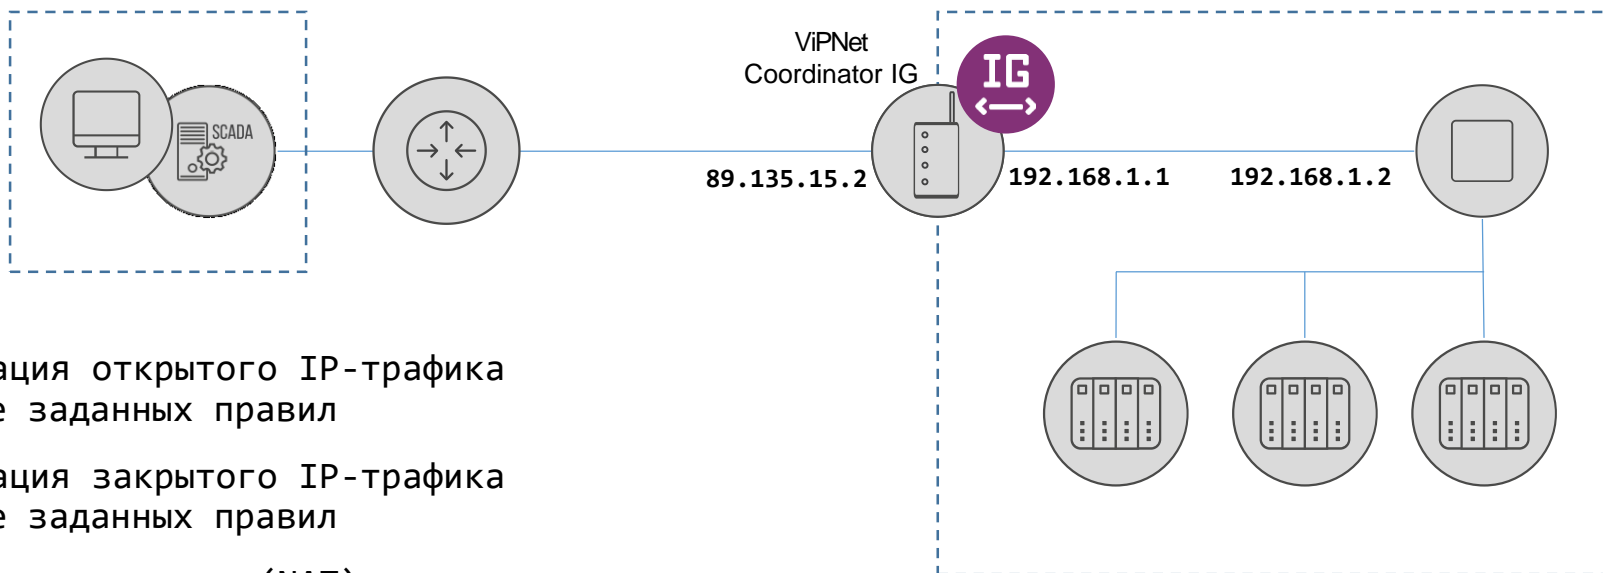 ViPNet
Coordinator IG
IG
SCADA
89.135.15.2
192.168.1.1
192.168.1.2
ация открытого IP-трафика
е заданных правил
ация закрытого IP-трафика
е заданных правил
(NAT)